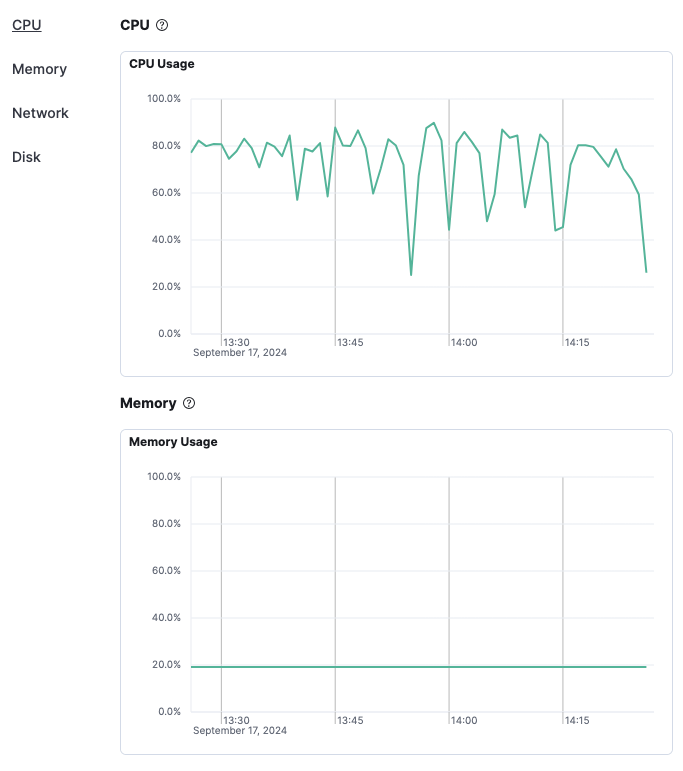 CPU
Memory
Network
Disk
CPU
CPU Usage
100.0%
80.0%
60.0%
40.0%
20.0%
0.0%
13:30
13:45
14:00
14:15
September 17, 2024
Memory
Memory Usage
100.0%
80.0%
60.0%
40.0%
20.0%
0.0%
13:30
13:45
14:00
14:15
September 17, 2024